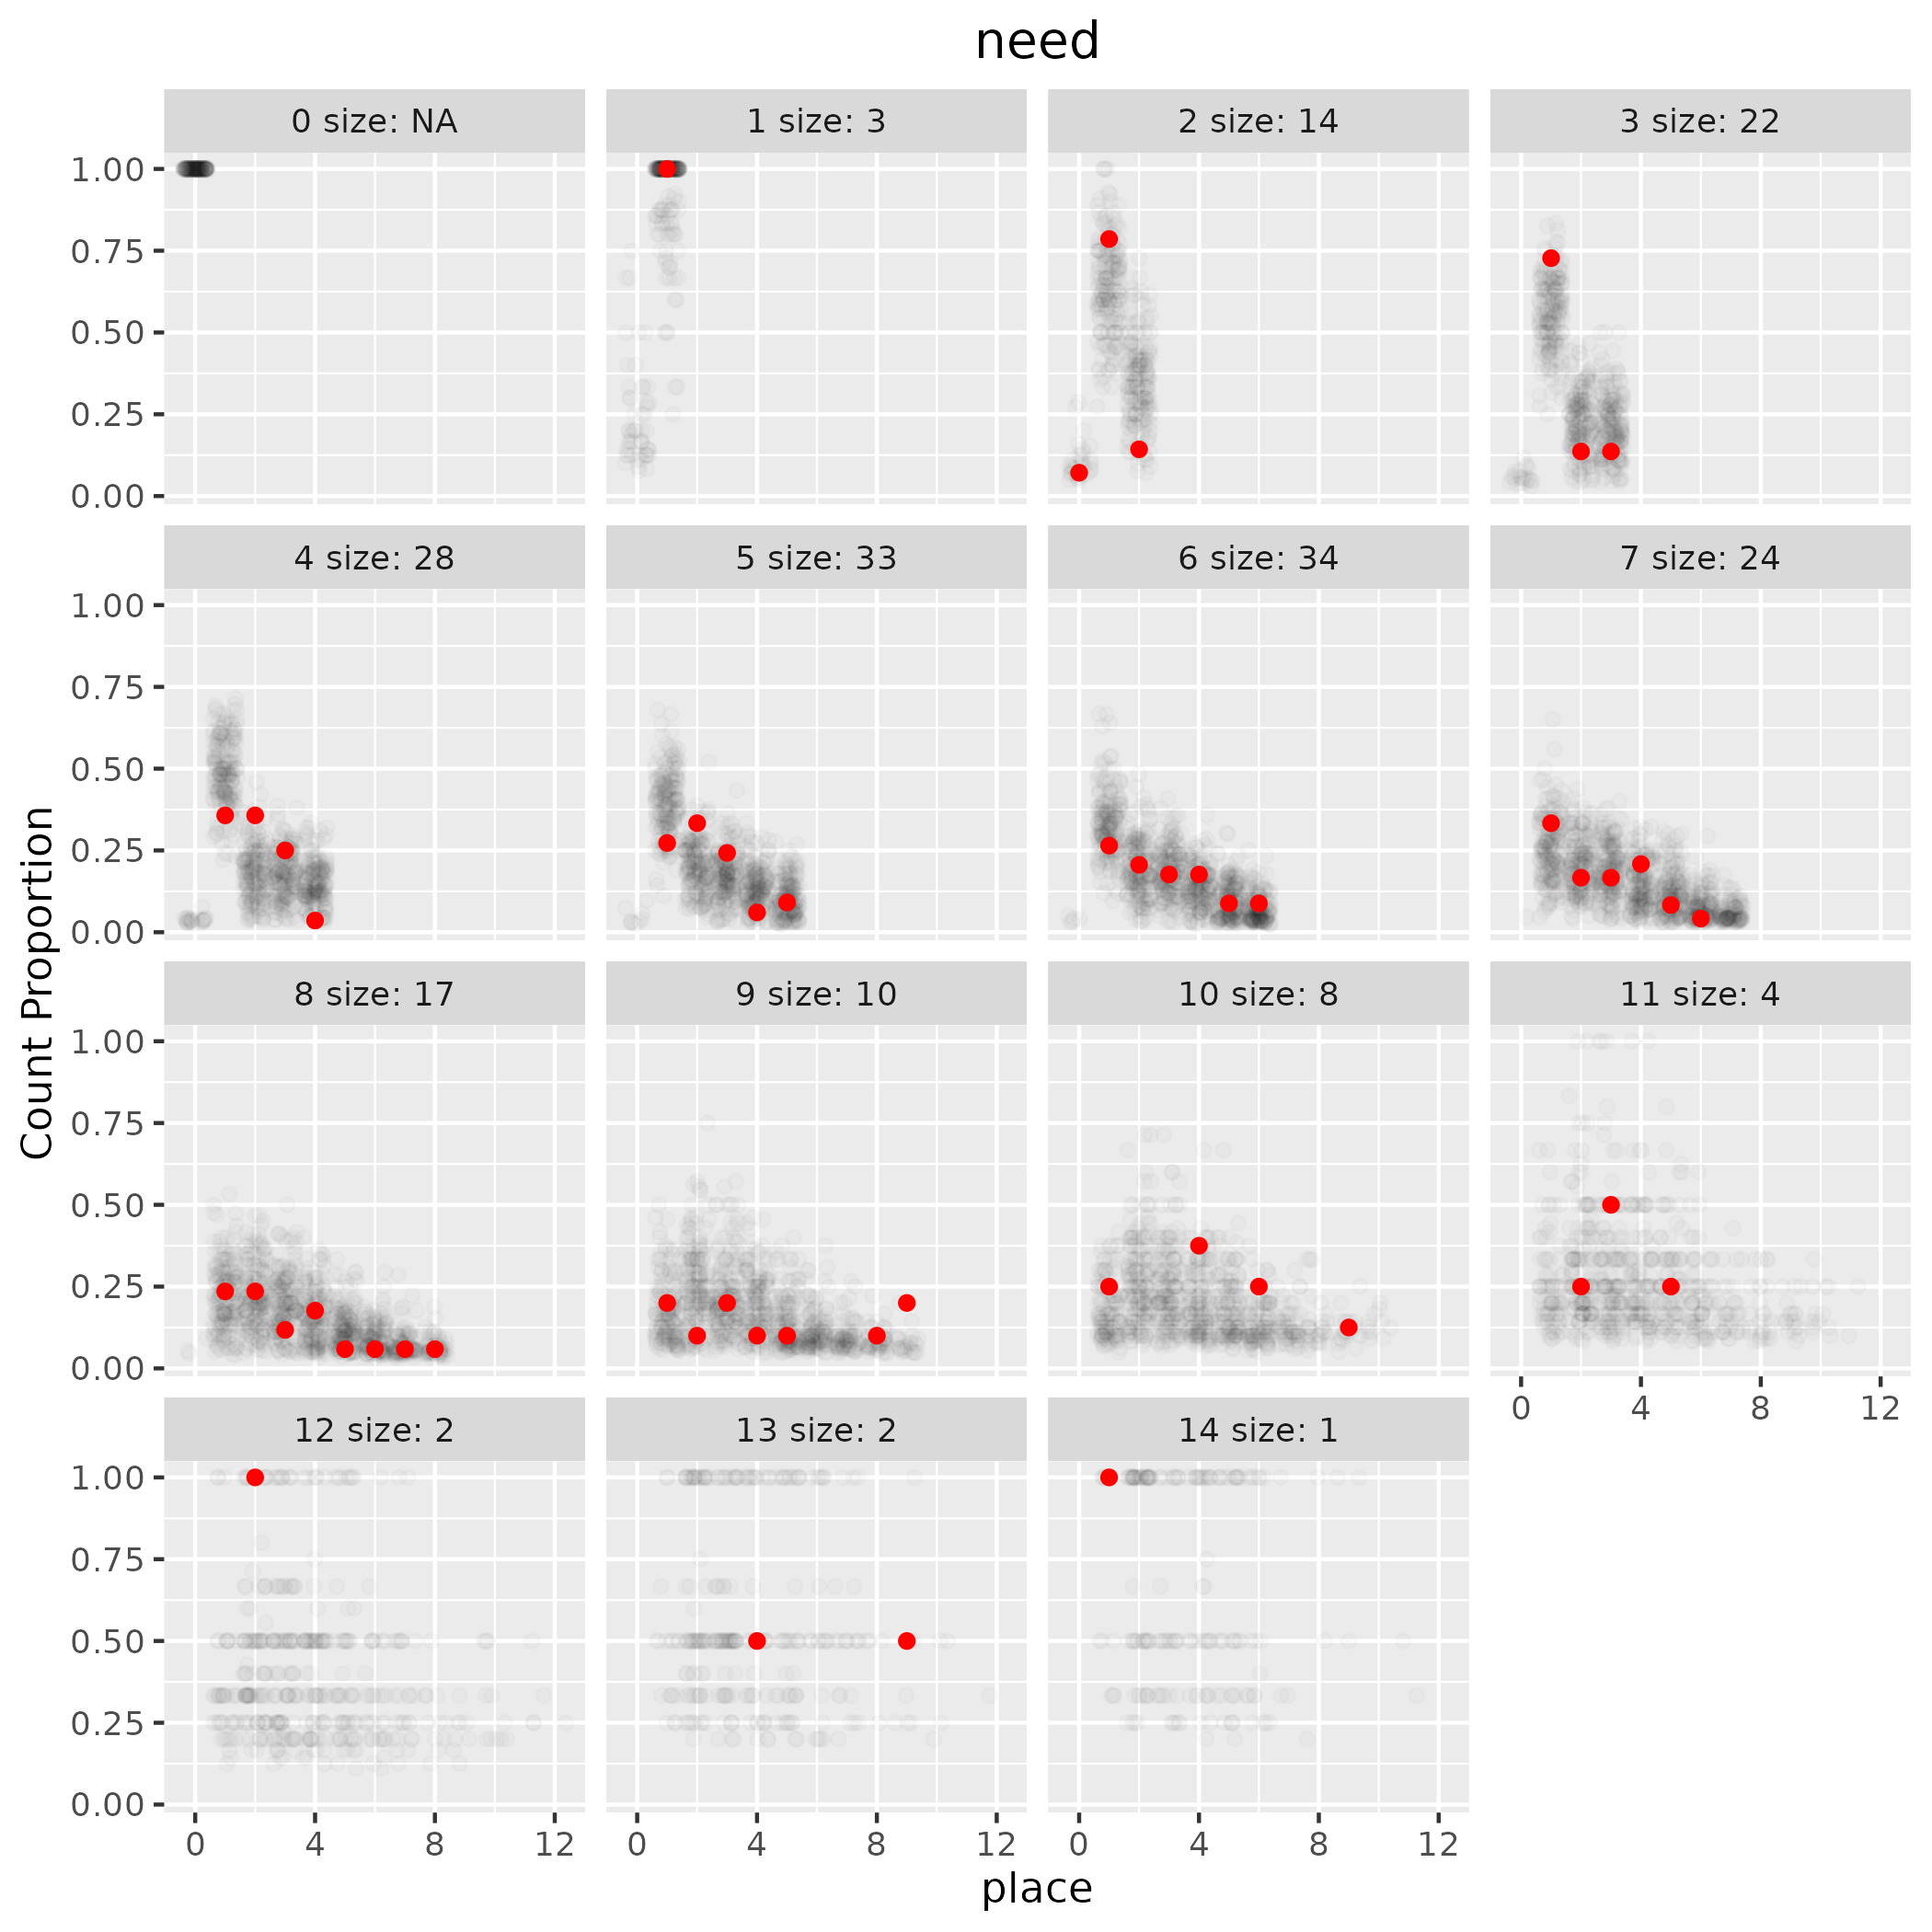 need
0 size: NA
1 size: 3
2 size: 14
3 size: 22
1.00
0.75
0.50
0.25
0.00
4 size: 28
5 size: 33
6 size: 34
7 size: 24
1.00
0.75
0.50
0.25
0.00
Count Proportion
8 size: 17
9 size: 10
10 size: 8
11 size: 4
1.00
0.75
0.50
0.25
0.00
0 4 8 12
12 size: 2
13 size: 2
14 size: 1
1.00
0.75
0.50
0.25
0.00
0 4 8 12
0 4 8 12
0 4 8 12
place